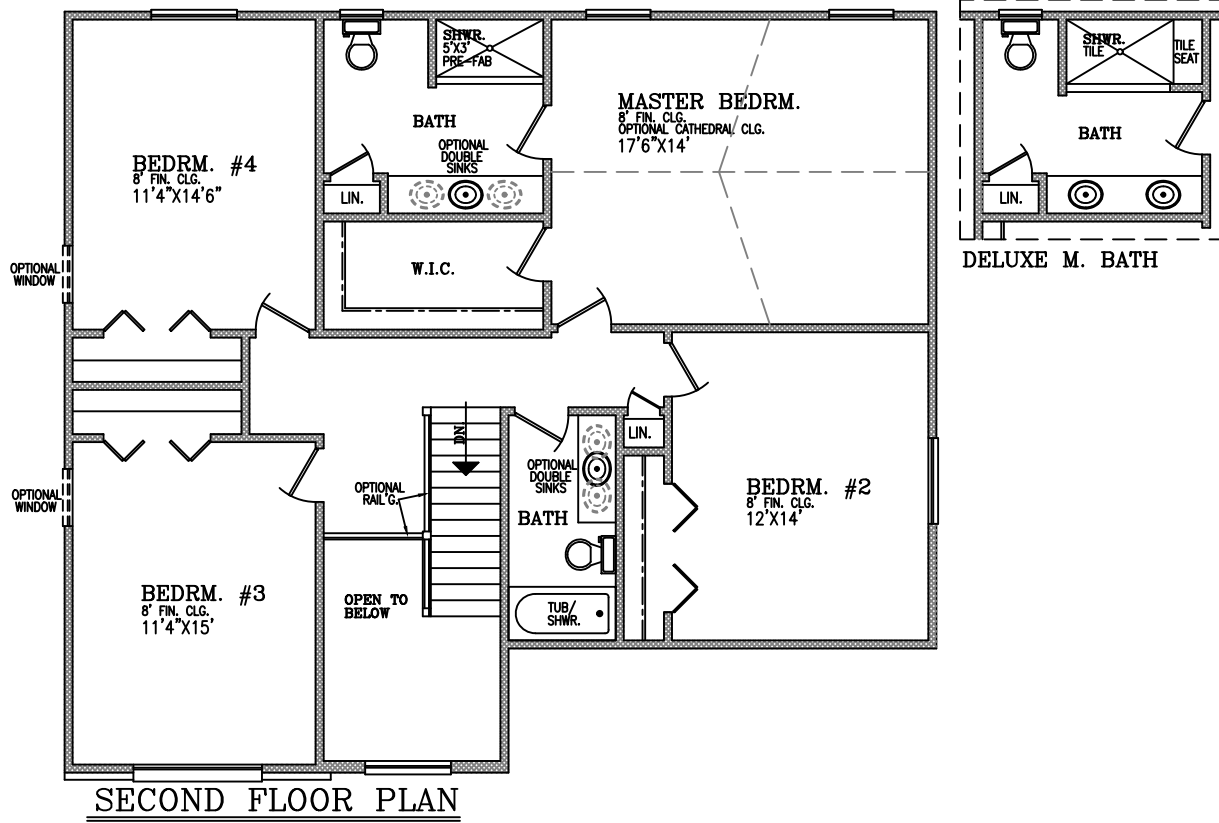 SHWR.
5'X3'
PRE-FAB
BATH
OPTIONAL
DOUBLE
SINKS
LIN.
W.I.C.
MASTER BEDRM.
8' FIN. CLG.
OPTIONAL CATHEDRAL CLG.
17'6"X14'
BEDRM. #4
8' FIN. CLG.
11'4"X14'6"
OPTIONAL
WINDOW
SHWR.
TILE
TILE
SEAT
BATH
LIN.
DELUXE M. BATH
DN.
LIN.
OPTIONAL
DOUBLE
SINKS
BATH
TUB/
SHWR.
BEDRM. #2
8' FIN. CLG.
12'X14'
OPTIONAL
WINDOW
OPTIONAL
RAIL'G.
BEDRM. #3
8' FIN. CLG.
11'4"X15'
OPEN TO
BELOW
SECOND FLOOR PLAN